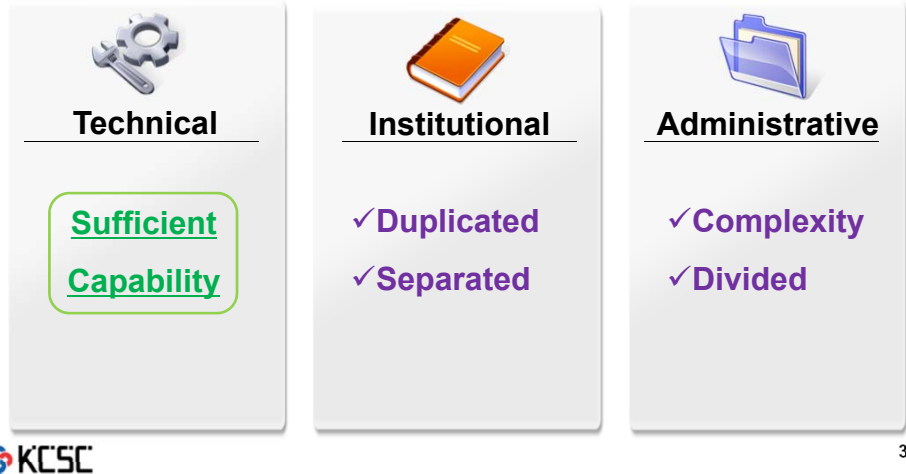 Technical
Sufficient
Capability
Institutional
✓Duplicated
✓Separated
Administrative
✓Complexity
✓Divided
KCSC
3